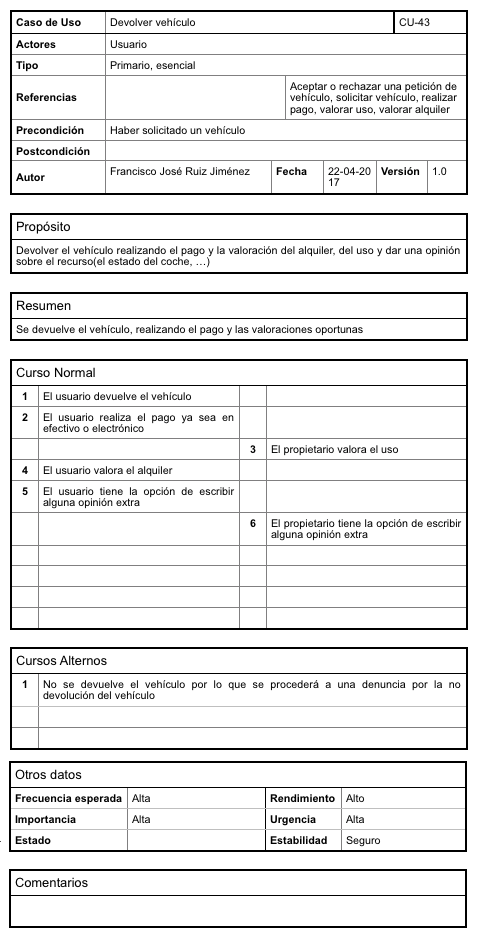 Caso de Uso Devolver vehículo CU-43
Actores Usuario
Tipo Primario, esencial
Referencias Aceptar o rechazar una petición de
vehículo, solicitar vehículo, realizar
pago, valorar uso, valorar alquiler
Precondición Haber solicitado un vehículo
Postcondición
Autor Francisco José Ruiz Jiménez Fecha 22-04-20 Versión 1.0
17
Propósito
Devolver el vehículo realizando el pago y la valoración del alquiler, del uso y dar una opinión
sobre el recurso(el estado del coche, …)
Resumen
Se devuelve el vehículo, realizando el pago y las valoraciones oportunas
Curso Normal
1 El usuario devuelve el vehículo
2 El usuario realiza el pago ya sea en
efectivo o electrónico
3 El propietario valora el uso
4 El usuario valora el alquiler
5 El usuario tiene la opción de escribir
alguna opinión extra
6 El propietario tiene la opción de escribir
alguna opinión extra
Cursos Alternos
1 No se devuelve el vehículo por lo que se procederá a una denuncia por la no
devolución del vehículo
Otros datos
Frecuencia esperada Alta Rendimiento Alto
Importancia Alta Urgencia Alta
Estado Estabilidad Seguro
Comentarios